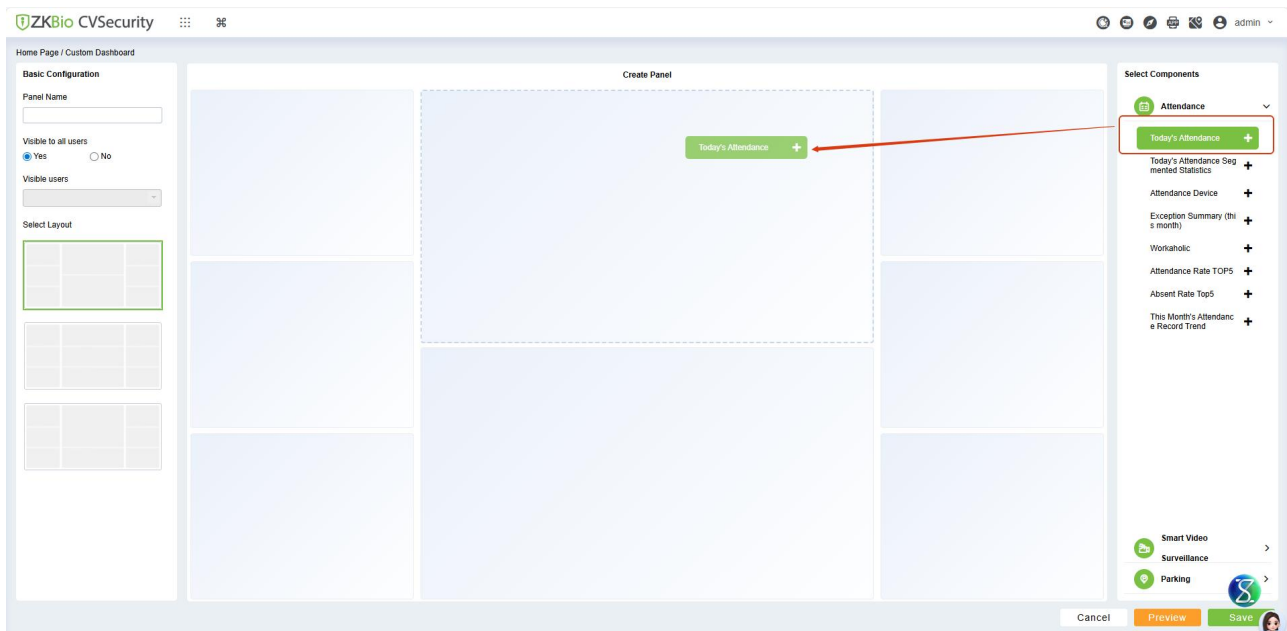 ZKBio CVSecurity
admin
Home Page / Custom Dashboard
Basic Configuration
Panel Name
Visible to all users
Yes
No
Visible users
Select Layout
Create Panel
Today's Attendance
Select Components
Attendance
Today's Attendance
Today's Attendance Seg
mented Statistics
Attendance Device
Exception Summary (thi
s month)
Workaholic
Attendance Rate TOP5
Absent Rate Top5
This Month's Attendanc
e Record Trend
Smart Video
Surveillance
Parking
Cancel
Preview
Save